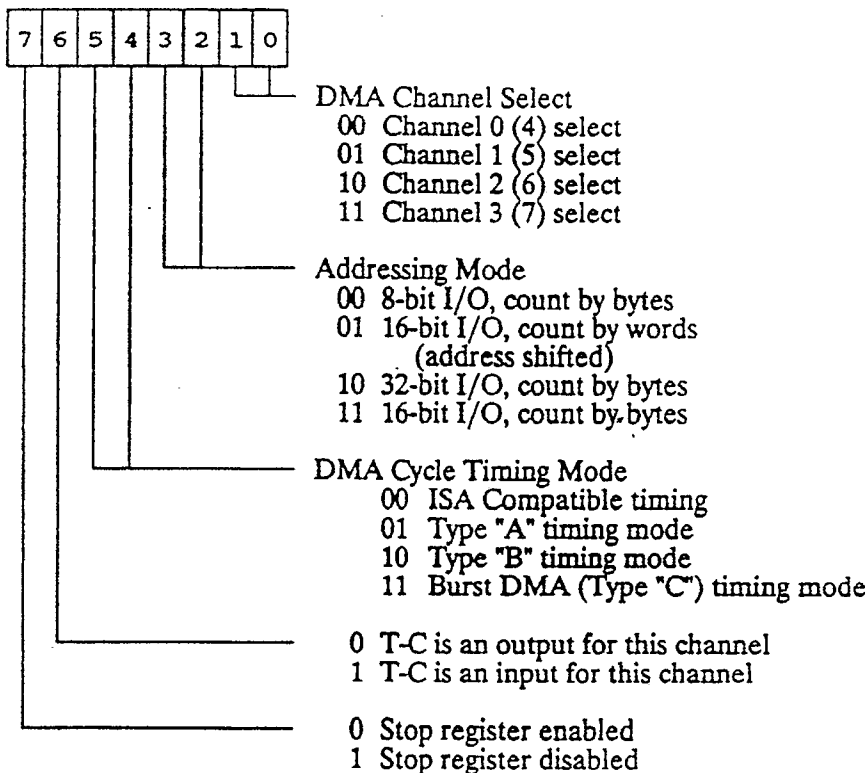 7 6 5 4 3 2 1 0
DMA Channel Select
00 Channel 0 (4) select
01 Channel 1 (5) select
10 Channel 2 (6) select
11 Channel 3 (7) select
Addressing Mode
00 8-bit I/O, count by bytes
01 16-bit I/O, count by words
(address shifted)
10 32-bit I/O, count by bytes
11 16-bit I/O, count by bytes
DMA Cycle Timing Mode
00 ISA Compatible timing
01 Type "A" timing mode
10 Type "B" timing mode
11 Burst DMA (Type "C") timing mode
0 T-C is an output for this channel
1 T-C is an input for this channel
0 Stop register enabled
1 Stop register disabled